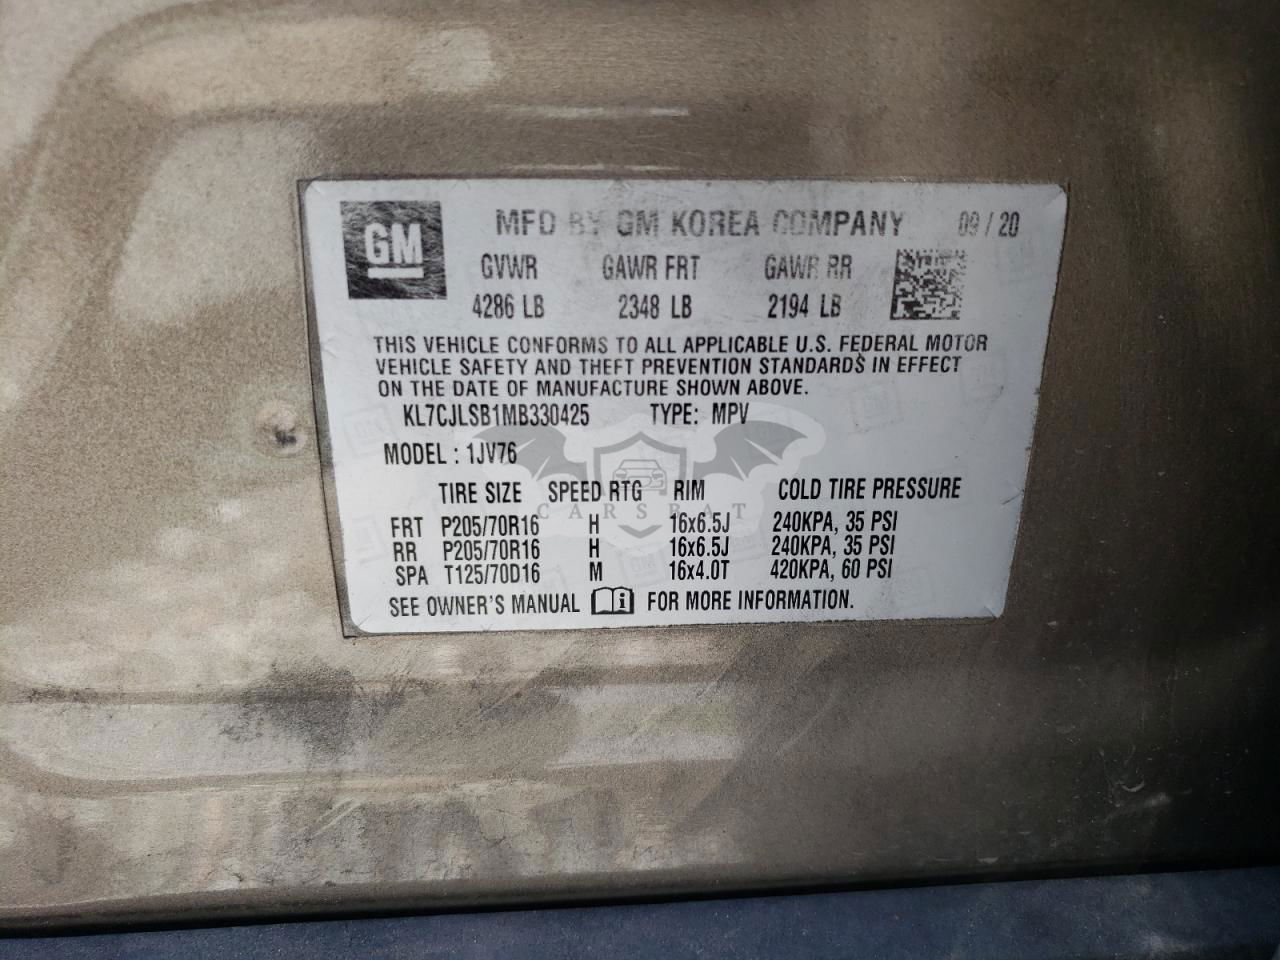 GM MFD BY GM KOREA COMPANY 09/20
GVWR GAWR FRT GAWR RR
4286 LB 2348 LB 2194 LB
THIS VEHICLE CONFORMS TO ALL APPLICABLE U.S. FEDERAL MOTOR
VEHICLE SAFETY AND THEFT PREVENTION STANDARDS IN EFFECT
ON THE DATE OF MANUFACTURE SHOWN ABOVE.
KL7CJLSB1MB330425 TYPE: MPV
MODEL : 1JV76
TIRE SIZE SPEED RTG RIM COLD TIRE PRESSURE
CARSBAT
FRT P205/70R16 H 16x6.5J 240KPA, 35 PSI
RR P205/70R16 H 16x6.5J 240KPA, 35 PSI
SPA T125/70D16 M 16x4.0T 420KPA, 60 PSI
SEE OWNER'S MANUAL i FOR MORE INFORMATION.